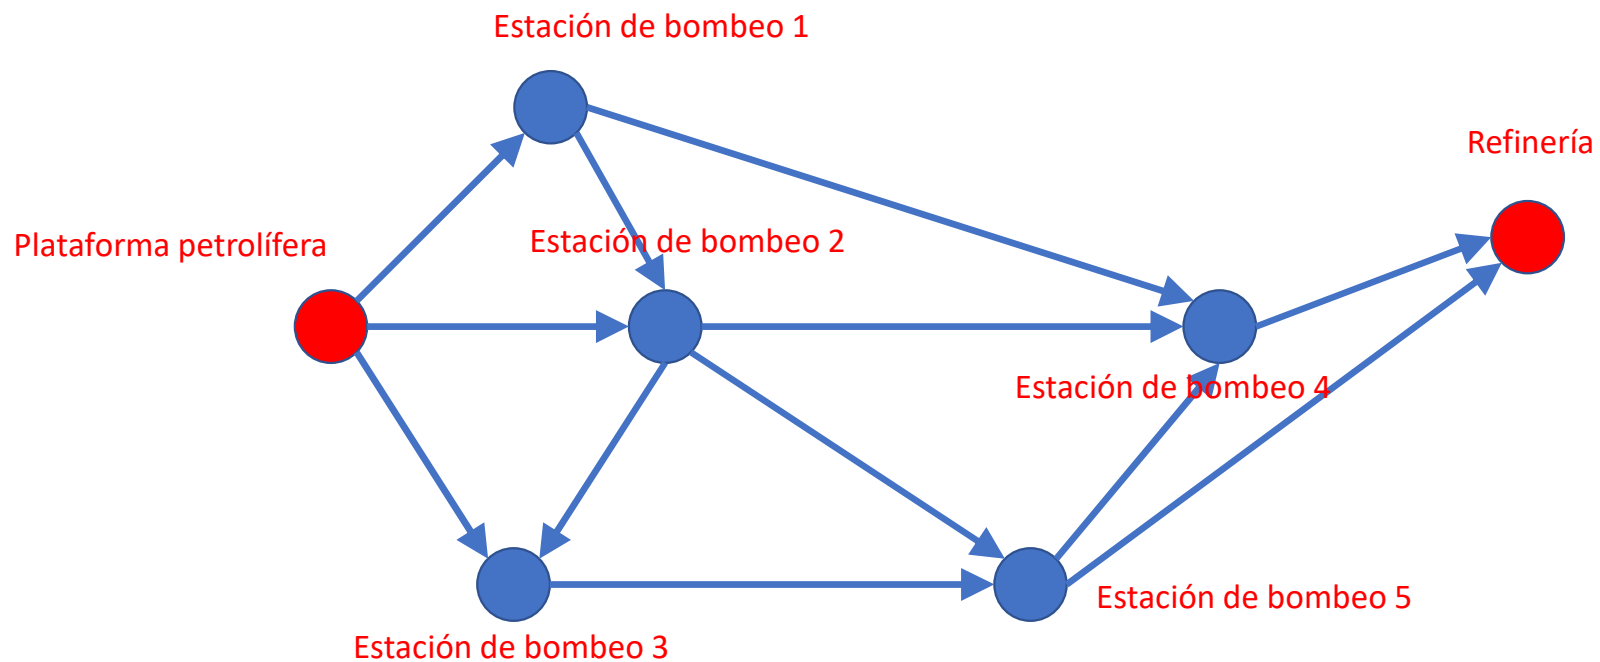 Estación de bombeo 1
Refinería
Plataforma petrolífera
Estación de bombeo 2
Estación de bombeo 4
Estación de bombeo 5
Estación de bombeo 3